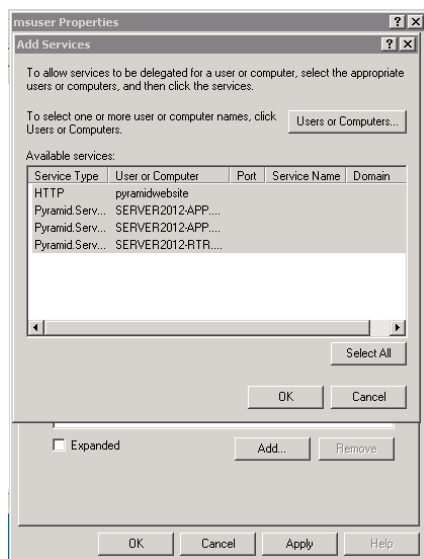 msuser Properties
Add Services
To allow services to be delegated for a user or computer, select the appropriate
users or computers, and then click the services.
To select one or more user or computer names, click
Users or Computers.
Users or Computers...
Available services:
Service Type User or Computer Port Service Name Domain
HTTP pyramidwebsite
Pyramid.Serv... SERVER2012-APP....
Pyramid.Serv... SERVER2012-APP....
Pyramid.Serv... SERVER2012-RTR....
Select All
OK Cancel
Expanded Add... Remove
OK Cancel Apply Help